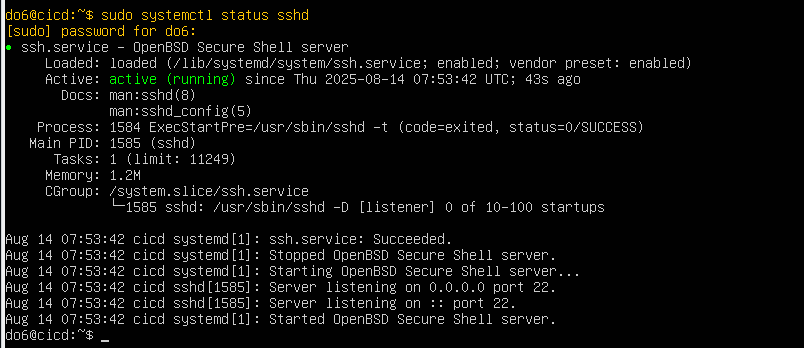 do6@cicd:~$ sudo systemctl status sshd
[sudo] password for do6:
● ssh.service - OpenBSD Secure Shell server
Loaded: loaded (/lib/systemd/system/ssh.service; enabled; vendor preset: enabled)
Active: active (running) since Thu 2025-08-14 07:53:42 UTC; 43s ago
Docs: man:sshd(8)
man:sshd_config(5)
Process: 1584 ExecStartPre=/usr/sbin/sshd -t (code=exited, status=0/SUCCESS)
Main PID: 1585 (sshd)
Tasks: 1 (limit: 11249)
Memory: 1.2M
CGroup: /system.slice/ssh.service
└─1585 sshd: /usr/sbin/sshd -D [listener] 0 of 10-100 startups

Aug 14 07:53:42 cicd systemd[1]: ssh.service: Succeeded.
Aug 14 07:53:42 cicd systemd[1]: Stopped OpenBSD Secure Shell server.
Aug 14 07:53:42 cicd systemd[1]: Starting OpenBSD Secure Shell server...
Aug 14 07:53:42 cicd sshd[1585]: Server listening on 0.0.0.0 port 22.
Aug 14 07:53:42 cicd sshd[1585]: Server listening on :: port 22.
Aug 14 07:53:42 cicd systemd[1]: Started OpenBSD Secure Shell server.
do6@cicd:~$ _